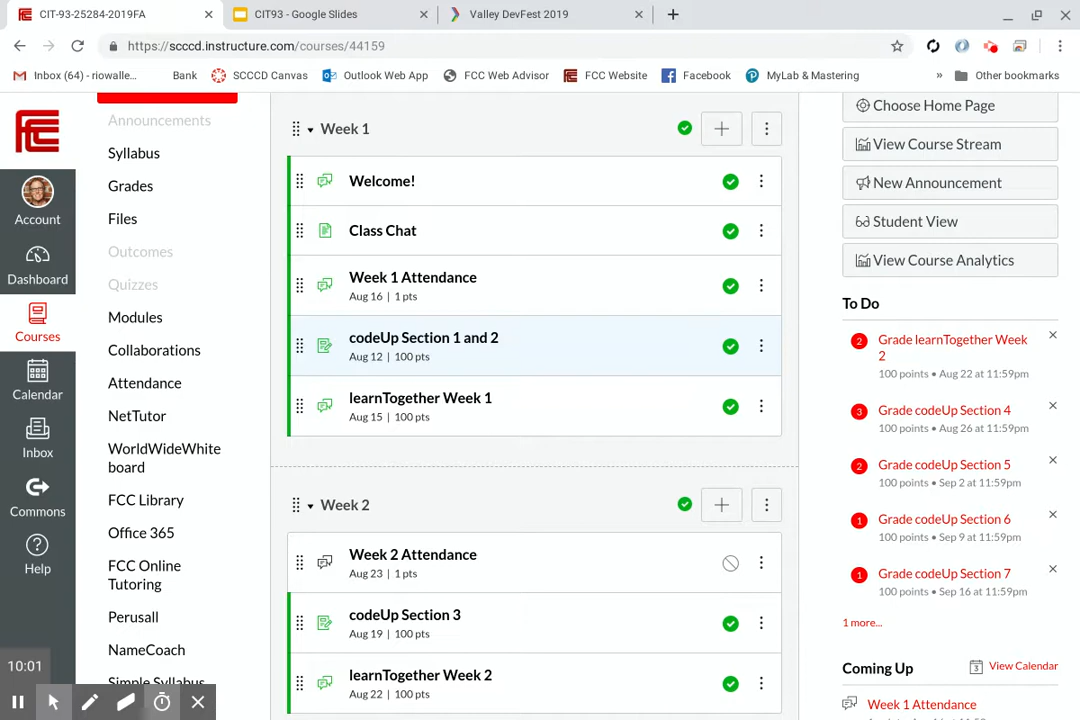 CIT-93-25284-2019FA
CIT93 - Google Slides
Valley DevFest 2019
https://scccd.instructure.com/courses/44159
Inbox (64) - riowalle...
Bank
SCCCD Canvas
Outlook Web App
FCC Web Advisor
FCC Website
Facebook
MyLab & Mastering
»
Other bookmarks
Account
Dashboard
Courses
Calendar
Inbox
Commons
Help
10:01
Announcements
Syllabus
Grades
Files
Outcomes
Quizzes
Modules
Collaborations
Attendance
NetTutor
WorldWideWhite
board
FCC Library
Office 365
FCC Online
Tutoring
Perusall
NameCoach
Simple Syllabus
Week 1
Welcome!
Class Chat
Week 1 Attendance
Aug 16 | 1 pts
codeUp Section 1 and 2
Aug 12 | 100 pts
learnTogether Week 1
Aug 15 | 100 pts
Week 2
Week 2 Attendance
Aug 23 | 1 pts
codeUp Section 3
Aug 19 | 100 pts
learnTogether Week 2
Aug 22 | 100 pts
Choose Home Page
View Course Stream
New Announcement
Student View
View Course Analytics
To Do
2 Grade learnTogether Week
2
100 points • Aug 22 at 11:59pm
3 Grade codeUp Section 4
100 points • Aug 26 at 11:59pm
2 Grade codeUp Section 5
100 points • Sep 2 at 11:59pm
1 Grade codeUp Section 6
100 points • Sep 9 at 11:59pm
1 Grade codeUp Section 7
100 points • Sep 16 at 11:59pm
1 more...
Coming Up
3 View Calendar
Week 1 Attendance